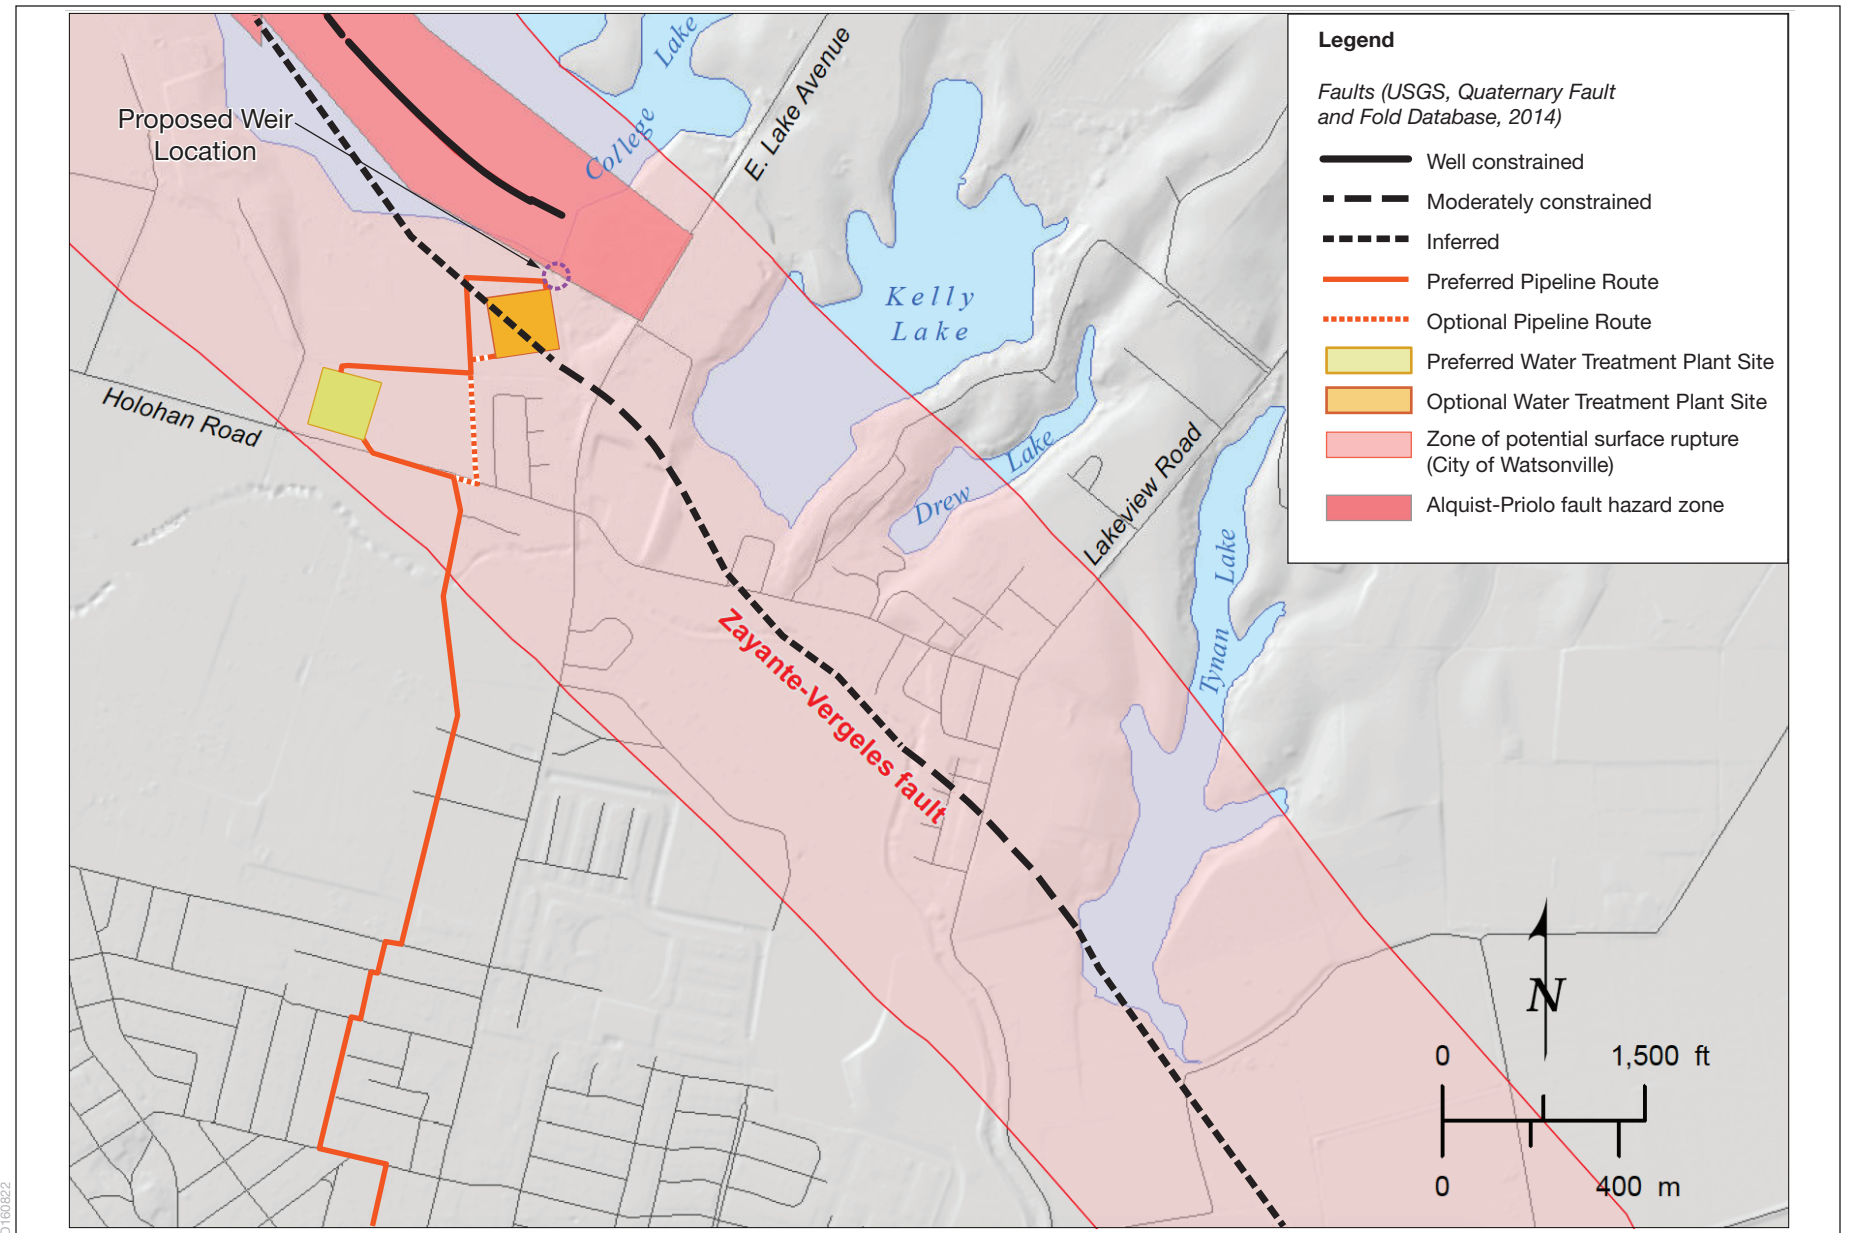 Legend
Faults (USGS, Quaternary Fault
and Fold Database, 2014)
Well constrained
Moderately constrained
Inferred
Preferred Pipeline Route
Optional Pipeline Route
Preferred Water Treatment Plant Site
Optional Water Treatment Plant Site
Zone of potential surface rupture
(City of Watsonville)
Alquist-Priolo fault hazard zone
Proposed Weir
Location
College
Lake
E. Lake Avenue
Kelly
Lake
Holohan Road
Drew
Lake
Lakeview Road
Tynan
Lake
Zayante-Vergeles fault
N
0
1,500 ft
0
400 m
D160822